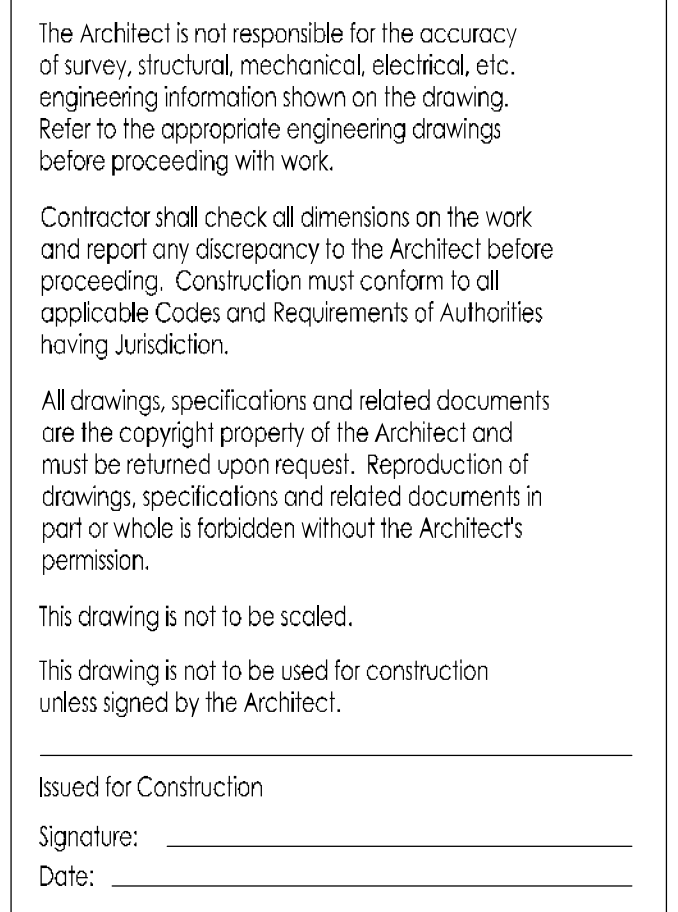 The Architect is not responsible for the accuracy
of survey, structural, mechanical, electrical, etc.
engineering information shown on the drawing.
Refer to the appropriate engineering drawings
before proceeding with work.
Contractor shall check all dimensions on the work
and report any discrepancy to the Architect before
proceeding. Construction must conform to all
applicable Codes and Requirements of Authorities
having Jurisdiction.
All drawings, specifications and related documents
are the copyright property of the Architect and
must be returned upon request. Reproduction of
drawings, specifications and related documents in
part or whole is forbidden without the Architect's
permission.
This drawing is not to be scaled.
This drawing is not to be used for construction
unless signed by the Architect.
Issued for Construction
Signature:
Date: